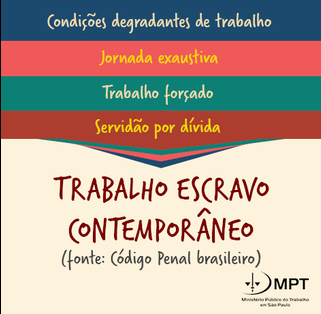 Condições degradantes de trabalho
Jornada exaustiva
Trabalho forçado
Servidão por dívida
TRABALHO ESCRAVO
CONTEMPORÂNEO
(fonte: Código Penal brasileiro)
MPT
Ministério Público do Trabalho
em São Paulo